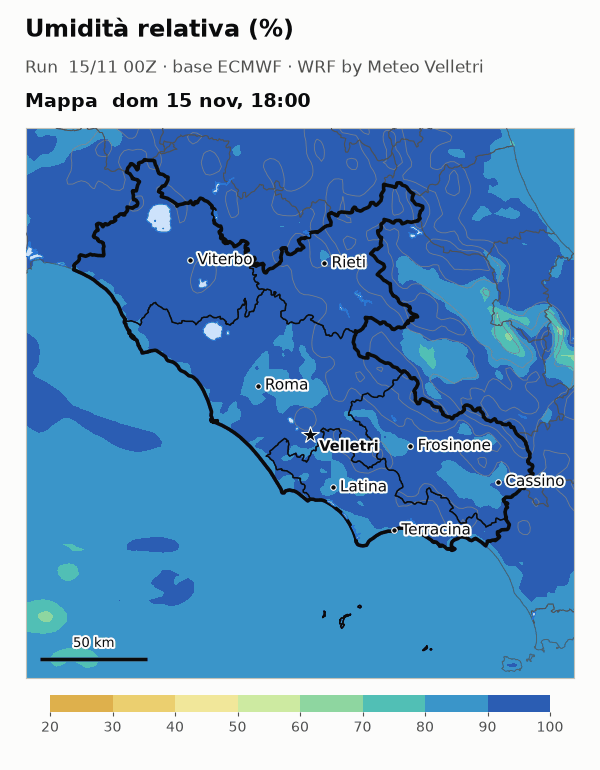 Umidità relativa (%)
Run  15/11 00Z · base ECMWF · WRF by Meteo Velletri
Mappa  dom 15 nov, 18:00
Viterbo
Rieti
Roma
Velletri
Frosinone
Cassino
Latina
Terracina
50 km
20 30 40 50 60 70 80 90 100